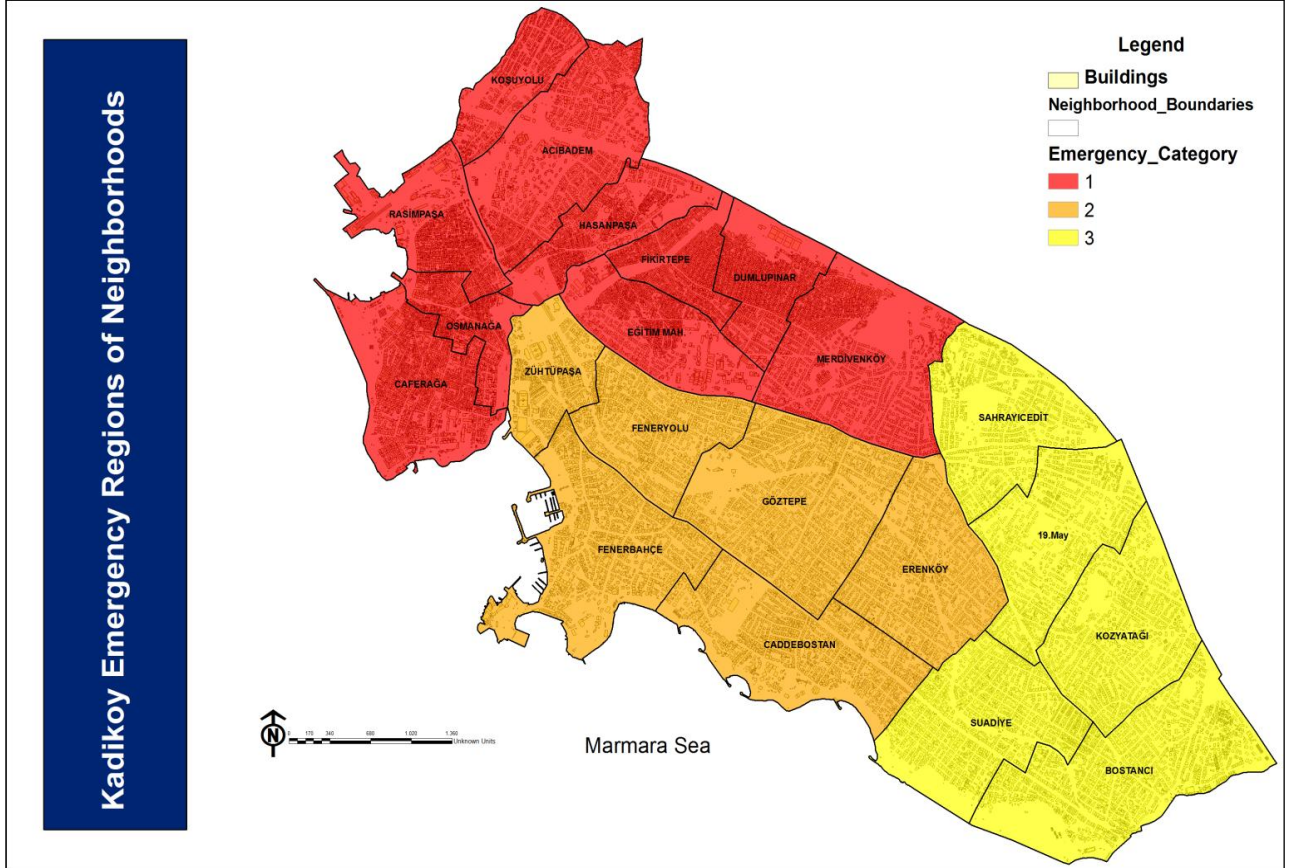 Kadikoy Emergency Regions of Neighborhoods
Legend
Buildings
Neighborhood_Boundaries
Emergency_Category
1
2
3
KOŞUYOLU
ACIBADEM
RASİMPAŞA
HASANPAŞA
FİKİRTEPE
DUMLUPINAR
OSMANAĞA
EĞİTİM MAH.
MERDİVENKÖY
CAFERAĞA
ZÜHTÜPAŞA
SAHRAYICEDİT
FENERYOLU
GÖZTEPE
19.May
FENERBAHÇE
ERENKÖY
KOZYATAĞI
CADDEBOSTAN
SUADİYE
BOSTANCI
N
Unknown Units
Marmara Sea